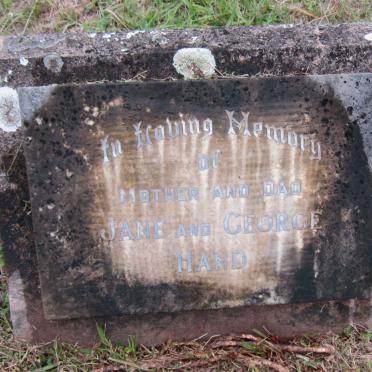 In Loving Memory
OF
MOTHER AND DAD
JANE AND GEORGE
HAND